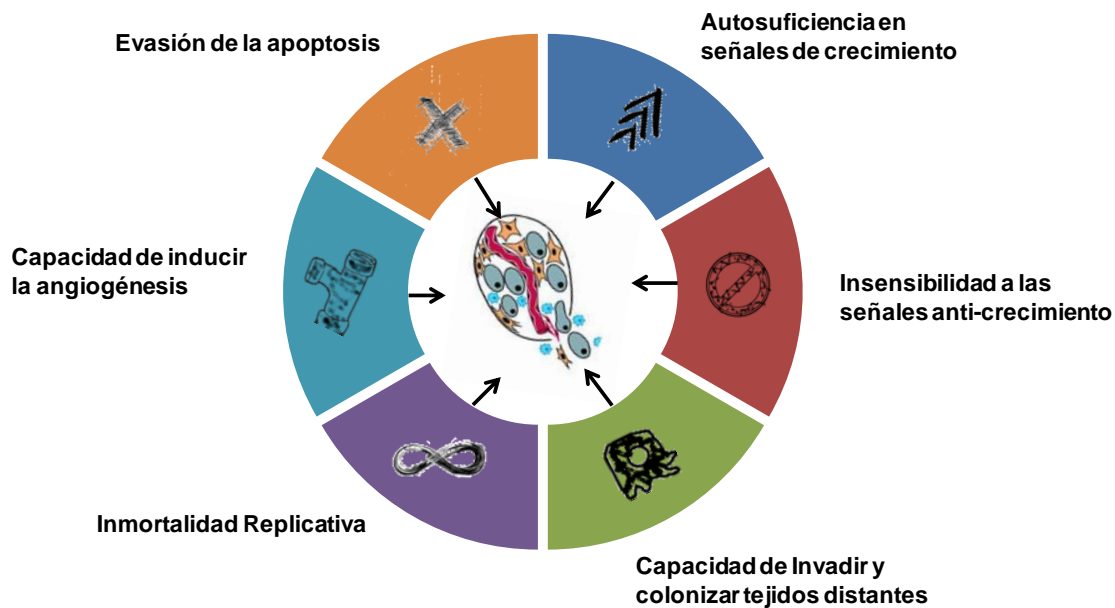 Autosuficiencia en
señales de crecimiento
Evasión de la apoptosis
Capacidad de inducir
la angiogénesis
Insensibilidad a las
señales anti-crecimiento
Inmortalidad Replicativa
Capacidad de Invadir y
colonizar tejidos distantes